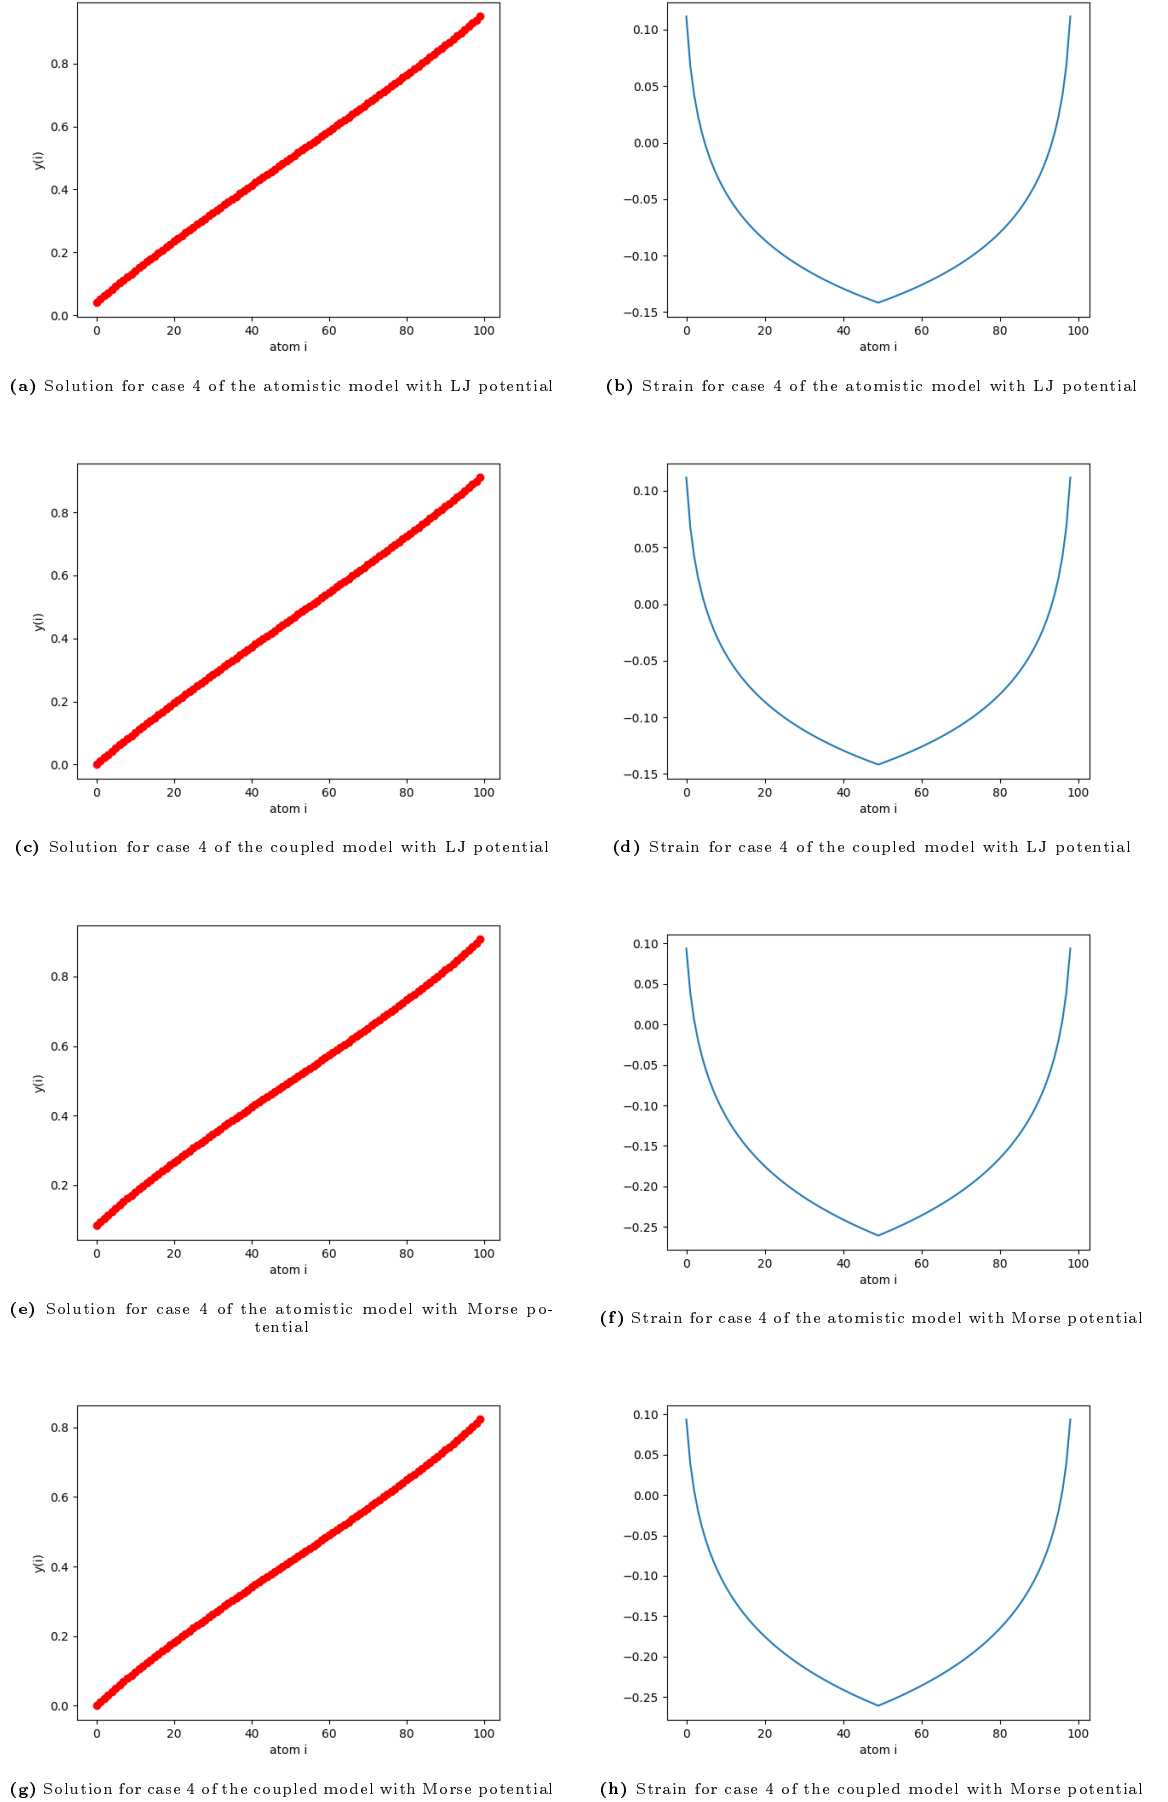 0.8
0.6
0.4
0.2
0.0
y(i)
0 20 40 60 80 100
atom i
(a) Solution for case 4 of the atomistic model with LJ potential
0.10
0.05
0.00
−0.05
−0.10
−0.15
0 20 40 60 80 100
atom i
(b) Strain for case 4 of the atomistic model with LJ potential
0.8
0.6
0.4
0.2
0.0
y(i)
0 20 40 60 80 100
atom i
(c) Solution for case 4 of the coupled model with LJ potential
0.10
0.05
0.00
−0.05
−0.10
−0.15
0 20 40 60 80 100
atom i
(d) Strain for case 4 of the coupled model with LJ potential
0.8
0.6
0.4
0.2
y(i)
0 20 40 60 80 100
atom i
(e) Solution for case 4 of the atomistic model with Morse po-
tential
0.10
0.05
0.00
−0.05
−0.10
−0.15
−0.20
−0.25
0 20 40 60 80 100
atom i
(f) Strain for case 4 of the atomistic model with Morse potential
0.8
0.6
0.4
0.2
0.0
y(i)
0 20 40 60 80 100
atom i
(g) Solution for case 4 of the coupled model with Morse potential
0.10
0.05
0.00
−0.05
−0.10
−0.15
−0.20
−0.25
0 20 40 60 80 100
atom i
(h) Strain for case 4 of the coupled model with Morse potential